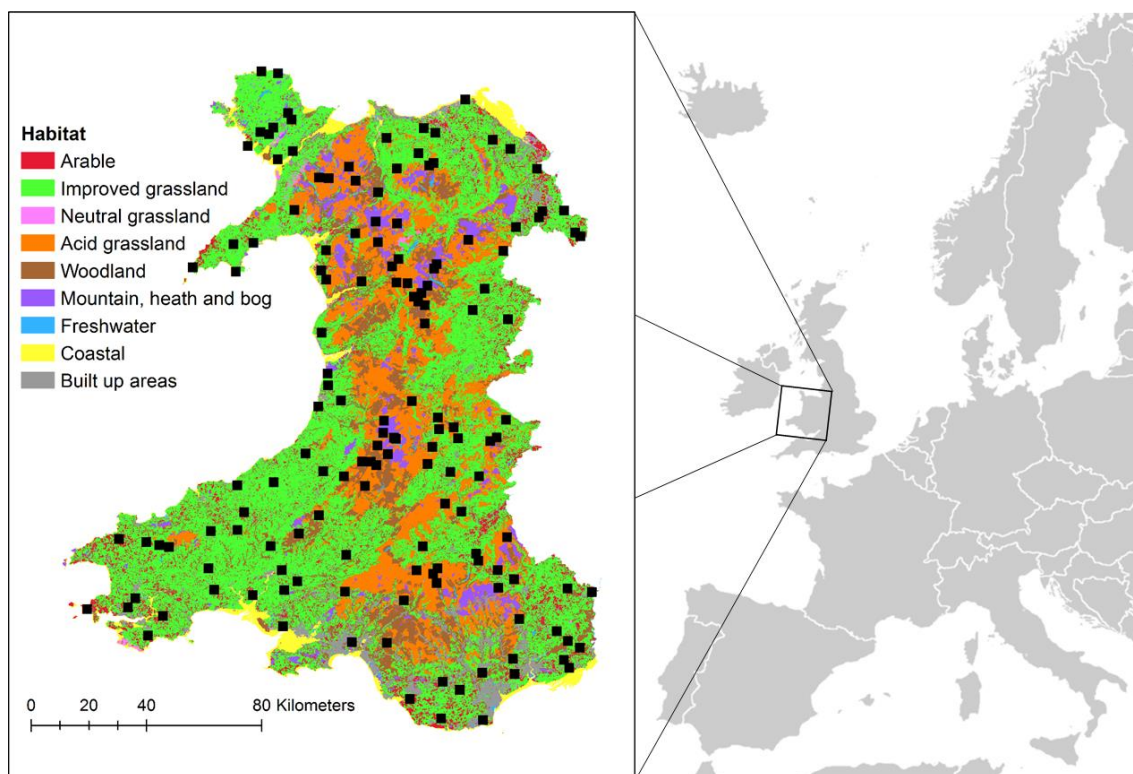 Habitat
Arable
Improved grassland
Neutral grassland
Acid grassland
Woodland
Mountain, heath and bog
Freshwater
Coastal
Built up areas
0 20 40 80 Kilometers